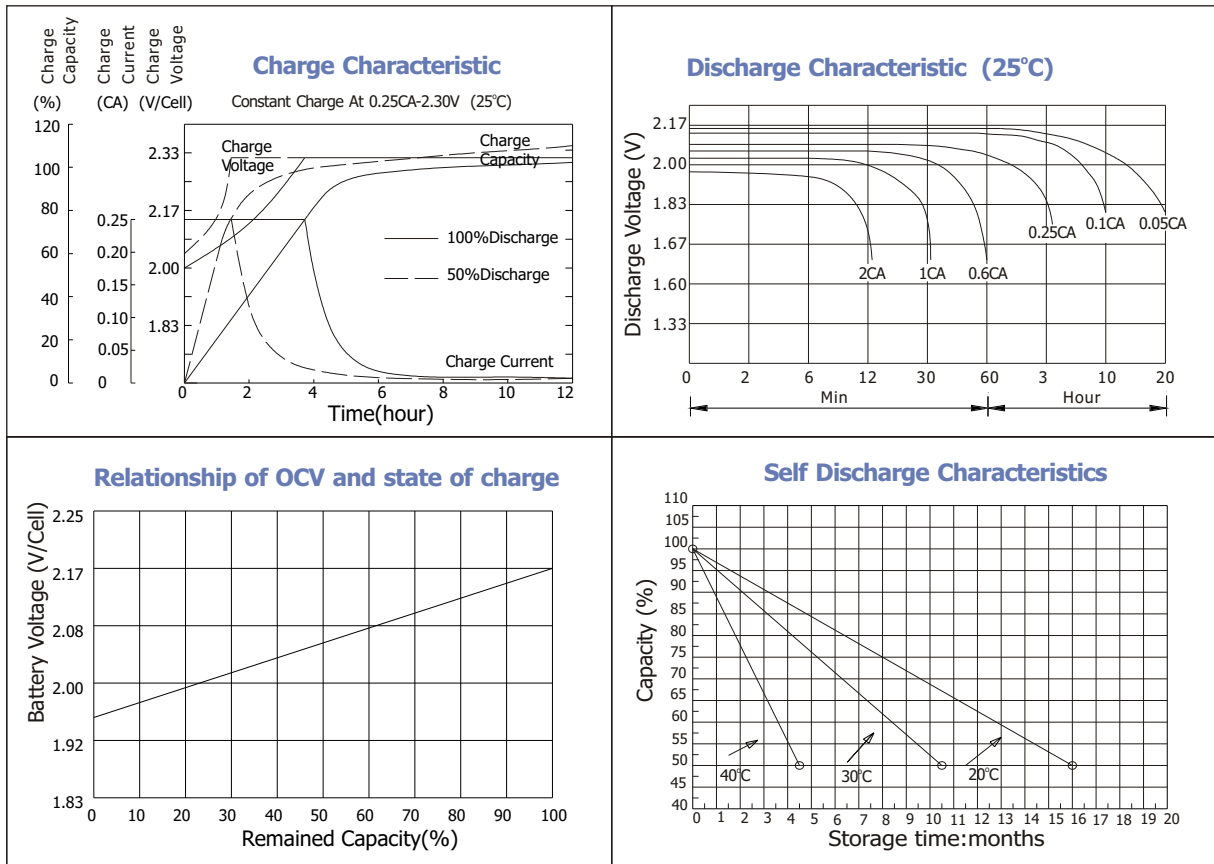 Charge
Capacity
Charge
Current
Charge
Voltage
(%)
(CA)
(V/Cell)
Charge Characteristic
Constant Charge At 0.25CA-2.30V (25°C)
120
100
80
60
40
20
0
0.25
0.20
0.15
0.10
0.05
0
2.33
2.17
2.00
1.83
Charge
Voltage
Charge
Capacity
100%Discharge
50%Discharge
Charge Current
0 2 4 6 8 10 12
Time(hour)
Discharge Characteristic (25°C)
Discharge Voltage (V)
2.17
2.00
1.83
1.67
1.60
1.33
2CA 1CA 0.6CA 0.25CA 0.1CA 0.05CA
0 2 6 12 30 60 3 10 20
Min Hour
Relationship of OCV and state of charge
Battery Voltage (V/Cell)
2.25
2.17
2.08
2.00
1.92
1.83
0 10 20 30 40 50 60 70 80 90 100
Remained Capacity(%)
Self Discharge Characteristics
Capacity (%)
110
105
100
95
90
85
80
75
70
65
60
55
50
45
40
40°C 30°C 20°C
0 1 2 3 4 5 6 7 8 9 10 11 12 13 14 15 16 17 18 19 20
Storage time:months